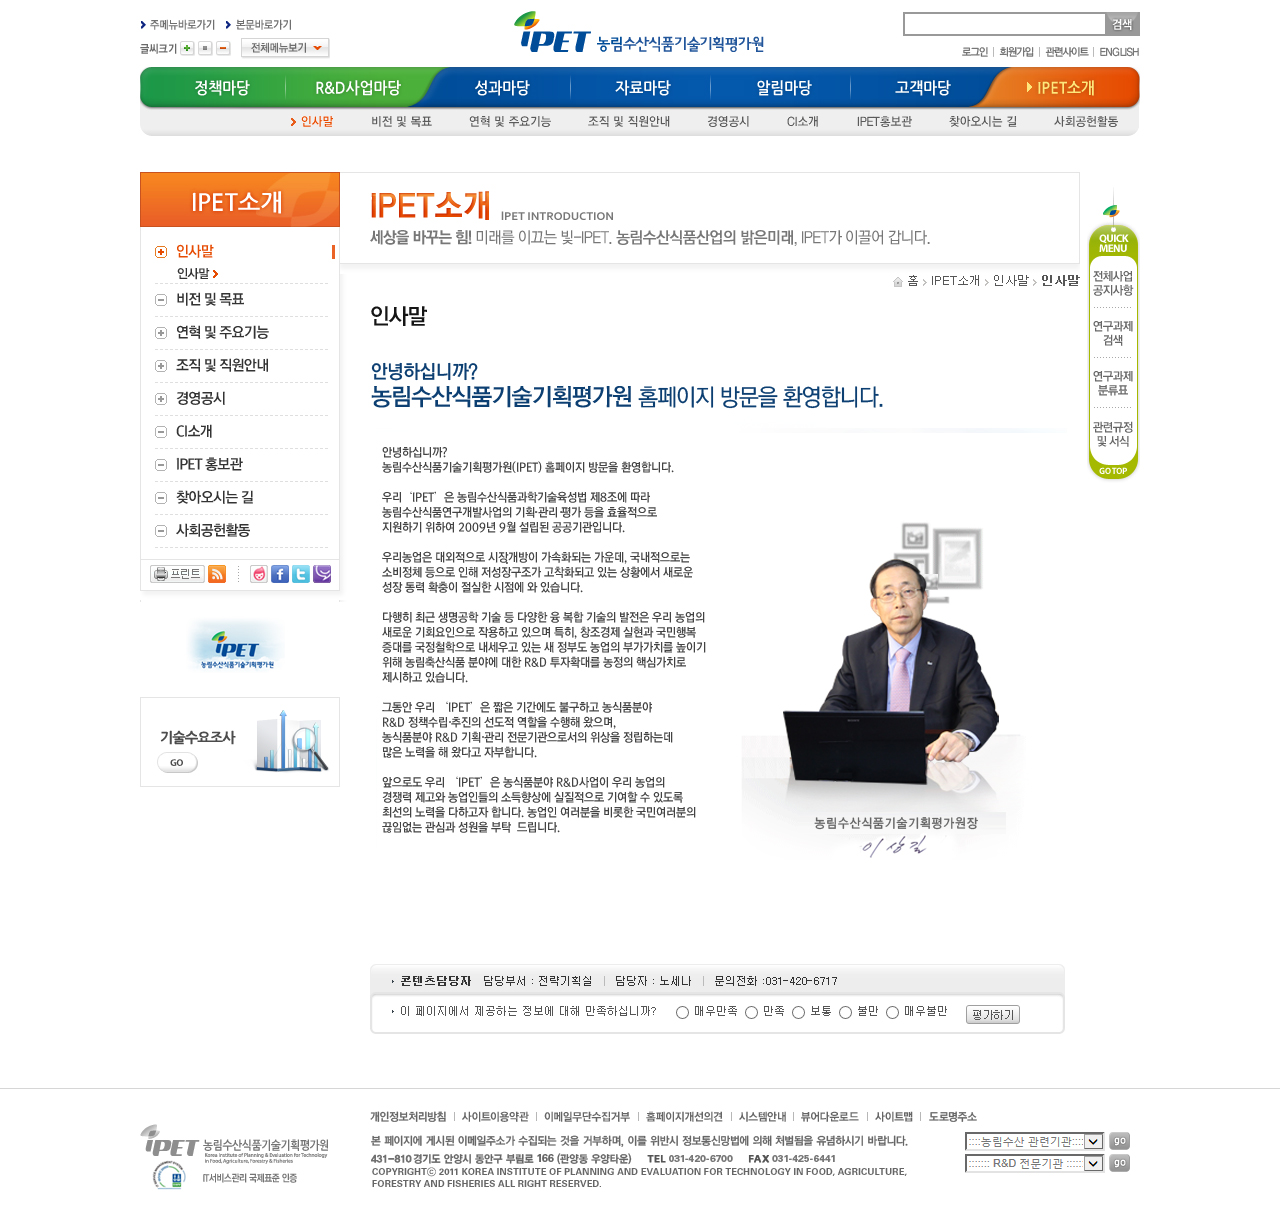 주메뉴바로가기 본문바로가기
글씨크기 전체메뉴보기
iPET 농림수산식품기술기획평가원
검색
로그인 회원가입 관련사이트 ENGLISH
정책마당 R&D사업마당 성과마당 자료마당 알림마당 고객마당 IPET소개
인사말 비전 및 목표 연혁 및 주요기능 조직 및 직원안내 경영공시 CI소개 IPET홍보관 찾아오시는 길 사회공헌활동
IPET소개
인사말
인사말
비전 및 목표
연혁 및 주요기능
조직 및 직원안내
경영공시
CI소개
IPET 홍보관
찾아오시는 길
사회공헌활동
프린트
iPET
농림수산식품기술기획평가원
기술수요조사
GO
IPET소개 IPET INTRODUCTION
세상을 바꾸는 힘! 미래를 이끄는 빛-IPET. 농림수산식품산업의 밝은미래, IPET가 이끌어 갑니다.
홈 IPET소개 인사말 인사말
인사말
안녕하십니까?
농림수산식품기술기획평가원 홈페이지 방문을 환영합니다.
안녕하십니까?
농림수산식품기술기획평가원(IPET) 홈페이지 방문을 환영합니다.
우리 ‘IPET’은 농림수산식품과학기술육성법 제8조에 따라
농림수산식품연구개발사업의 기획·관리·평가 등을 효율적으로
지원하기 위하여 2009년 9월 설립된 공공기관입니다.
우리농업은 대외적으로 시장개방이 가속화되는 가운데, 국내적으로는
소비정체 등으로 인해 저성장구조가 고착화되고 있는 상황에서 새로운
성장 동력 확충이 절실한 시점에 와 있습니다.
다행히 최근 생명공학 기술 등 다양한 융 복합 기술의 발전은 우리 농업의
새로운 기회요인으로 작용하고 있으며 특히, 창조경제 실현과 국민행복
증대를 국정철학으로 내세우고 있는 새 정부도 농업의 부가가치를 높이기
위해 농림축산식품 분야에 대한 R&D 투자확대를 농정의 핵심가치로
제시하고 있습니다.
그동안 우리 ‘IPET’은 짧은 기간에도 불구하고 농식품분야
R&D 정책수립·추진의 선도적 역할을 수행해 왔으며,
농식품분야 R&D 기획·관리 전문기관으로서의 위상을 정립하는데
많은 노력을 해 왔다고 자부합니다.
앞으로도 우리 ‘IPET’은 농식품분야 R&D사업이 우리 농업의
경쟁력 제고와 농업인들의 소득향상에 실질적으로 기여할 수 있도록
최선의 노력을 다하고자 합니다. 농업인 여러분을 비롯한 국민여러분의
끊임없는 관심과 성원을 부탁 드립니다.
농림수산식품기술기획평가원장
이상길
QUICK
MENU
전체사업
공지사항
연구과제
검색
연구과제
분류표
관련규정
및 서식
GO TOP
콘텐츠담당자 담당부서 : 전략기획실 담당자 : 노세나 문의전화 :031-420-6717
이 페이지에서 제공하는 정보에 대해 만족하십니까? 매우만족 만족 보통 불만 매우불만 평가하기
개인정보처리방침 사이트이용약관 이메일무단수집거부 홈페이지개선의견 시스템안내 뷰어다운로드 사이트맵 도로명주소
본 페이지에 게시된 이메일주소가 수집되는 것을 거부하며, 이를 위반시 정보통신망법에 의해 처벌됨을 유념하시기 바랍니다.
431-810 경기도 안양시 동안구 부림로 166 (관양동 우양타운) TEL 031-420-6700 FAX 031-425-6441
COPYRIGHTⓒ 2011 KOREA INSTITUTE OF PLANNING AND EVALUATION FOR TECHNOLOGY IN FOOD, AGRICULTURE,
FORESTRY AND FISHERIES ALL RIGHT RESERVED.
iPET 농림수산식품기술기획평가원
Korea Institute of Planning and Evaluation for Technology
in Food, Agriculture, Forestry & Fisheries
IT서비스관리 국제표준 인증
::::농림수산 관련기관:::: go
::::::: R&D 전문기관 ::::: go